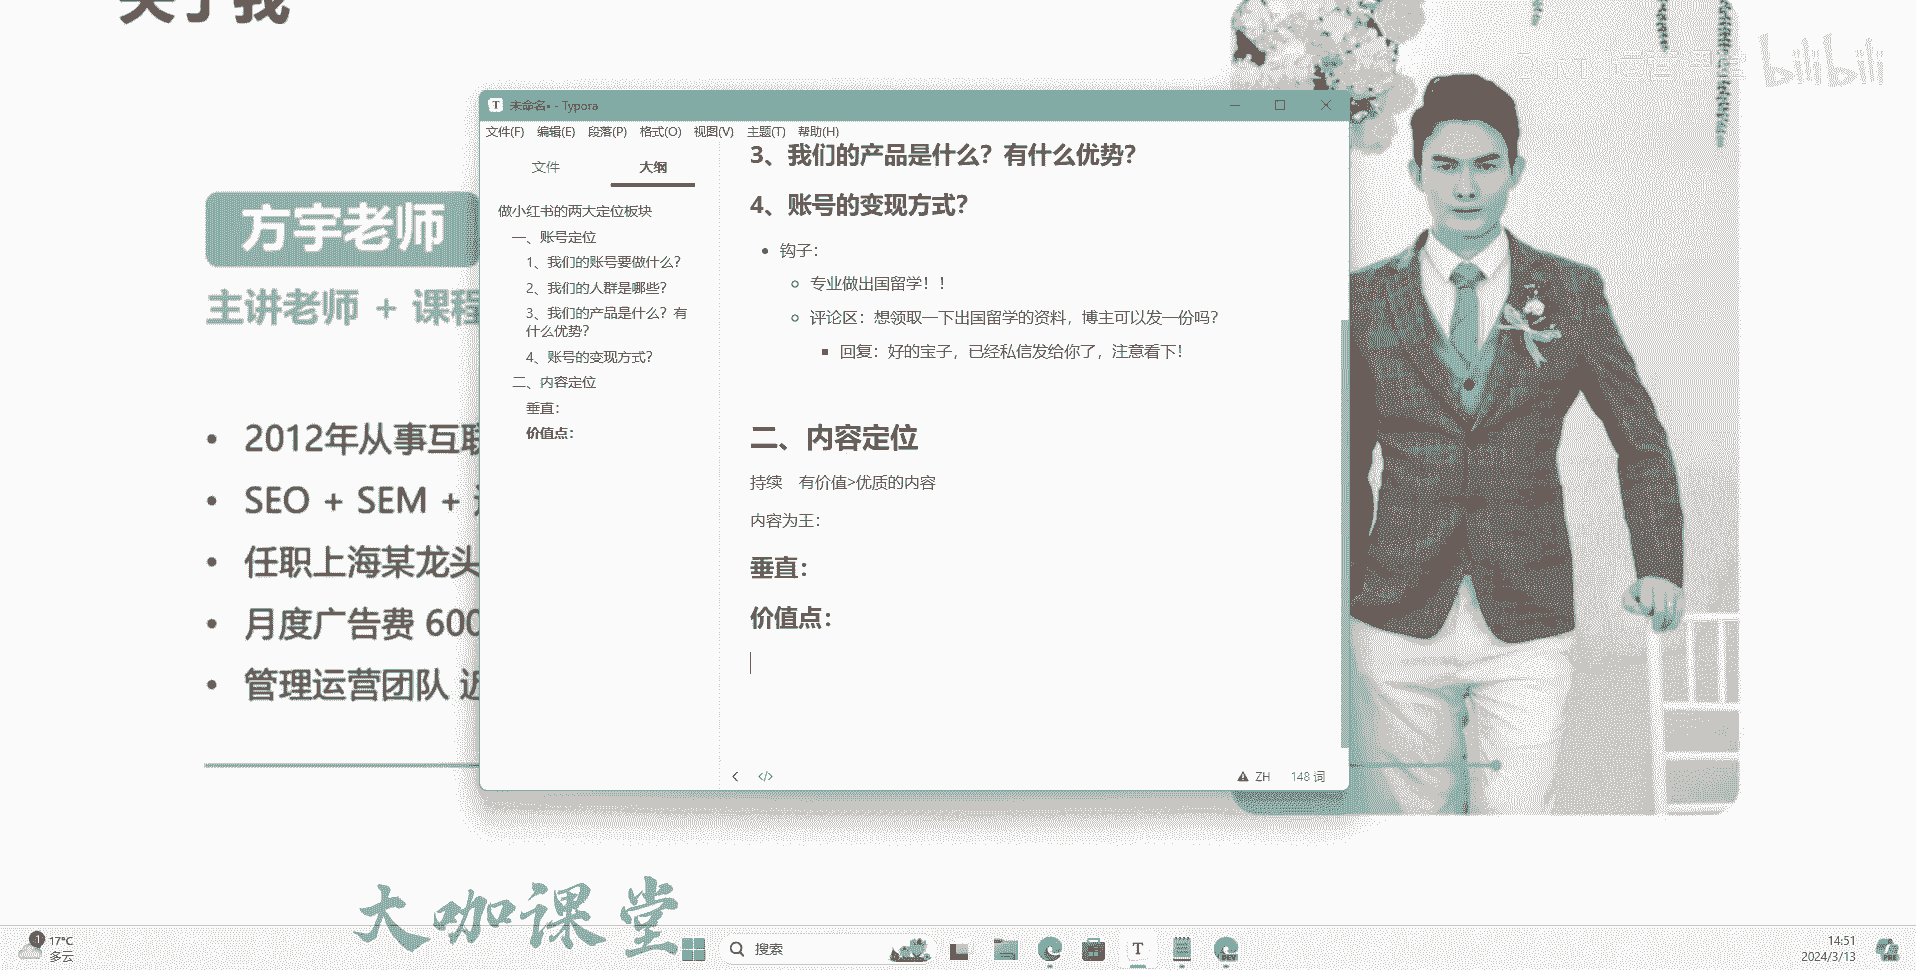 关于我
bilibili
方宇老师
主讲老师 + 课程
2012年从事互联
SEO + SEM +
任职上海某龙头
月度广告费 600
管理运营团队 近
未命名• - Typora
文件(F) 编辑(E) 段落(P) 格式(O) 视图(V) 主题(T) 帮助(H)
文件 大纲
做小红书的两大定位板块
一、账号定位
1、我们的账号要做什么？
2、我们的人群是哪些？
3、我们的产品是什么？有
什么优势？
4、账号的变现方式？
二、内容定位
垂直：
价值点：
3、我们的产品是什么？有什么优势？
4、账号的变现方式？
钩子：
专业做出国留学！！
评论区：想领取一下出国留学的资料，博主可以发一份吗？
回复：好的宝子，已经私信发给你了，注意看下！
二、内容定位
持续 有价值>优质的内容
内容为王：
垂直：
价值点：
ZH 148 词
大咖课堂
1
17°C
多云
搜索
T
DEV
14:51
2024/3/13
PRE